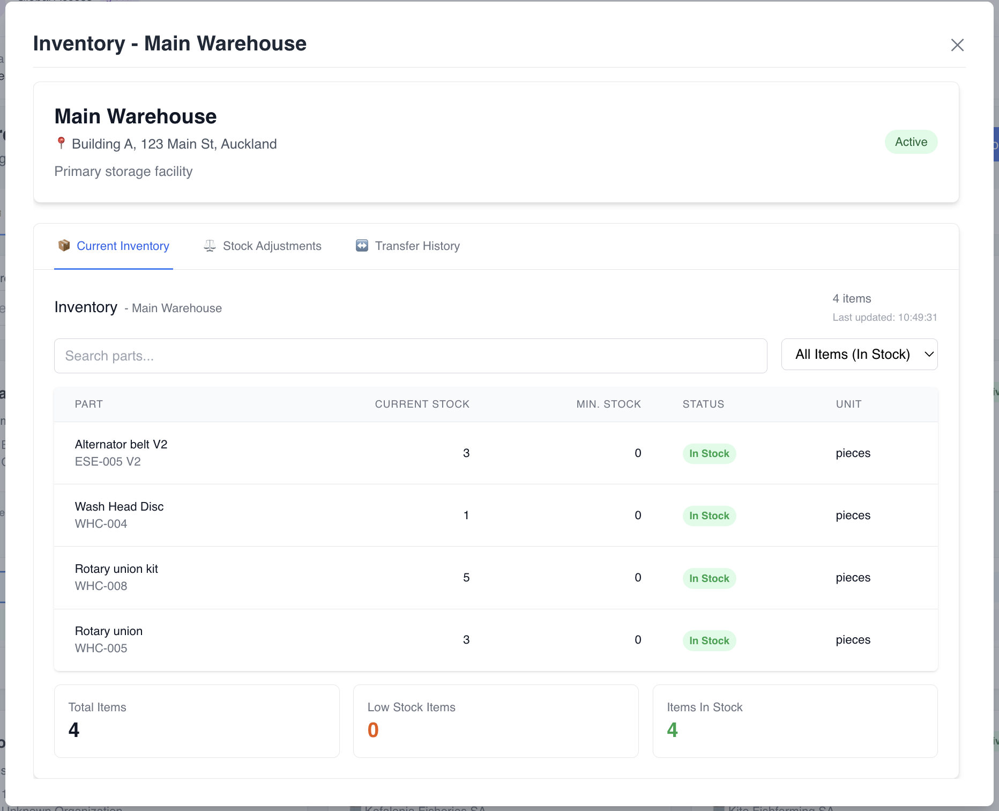 Inventory - Main Warehouse
Main Warehouse
Building A, 123 Main St, Auckland
Active
Primary storage facility
Current Inventory
Stock Adjustments
Transfer History
Inventory - Main Warehouse
4 items
Last updated: 10:49:31
Search parts...
All Items (In Stock)
PART CURRENT STOCK MIN. STOCK STATUS UNIT
Alternator belt V2
ESE-005 V2
3 0 In Stock pieces
Wash Head Disc
WHC-004
1 0 In Stock pieces
Rotary union kit
WHC-008
5 0 In Stock pieces
Rotary union
WHC-005
3 0 In Stock pieces
Total Items
4
Low Stock Items
0
Items In Stock
4